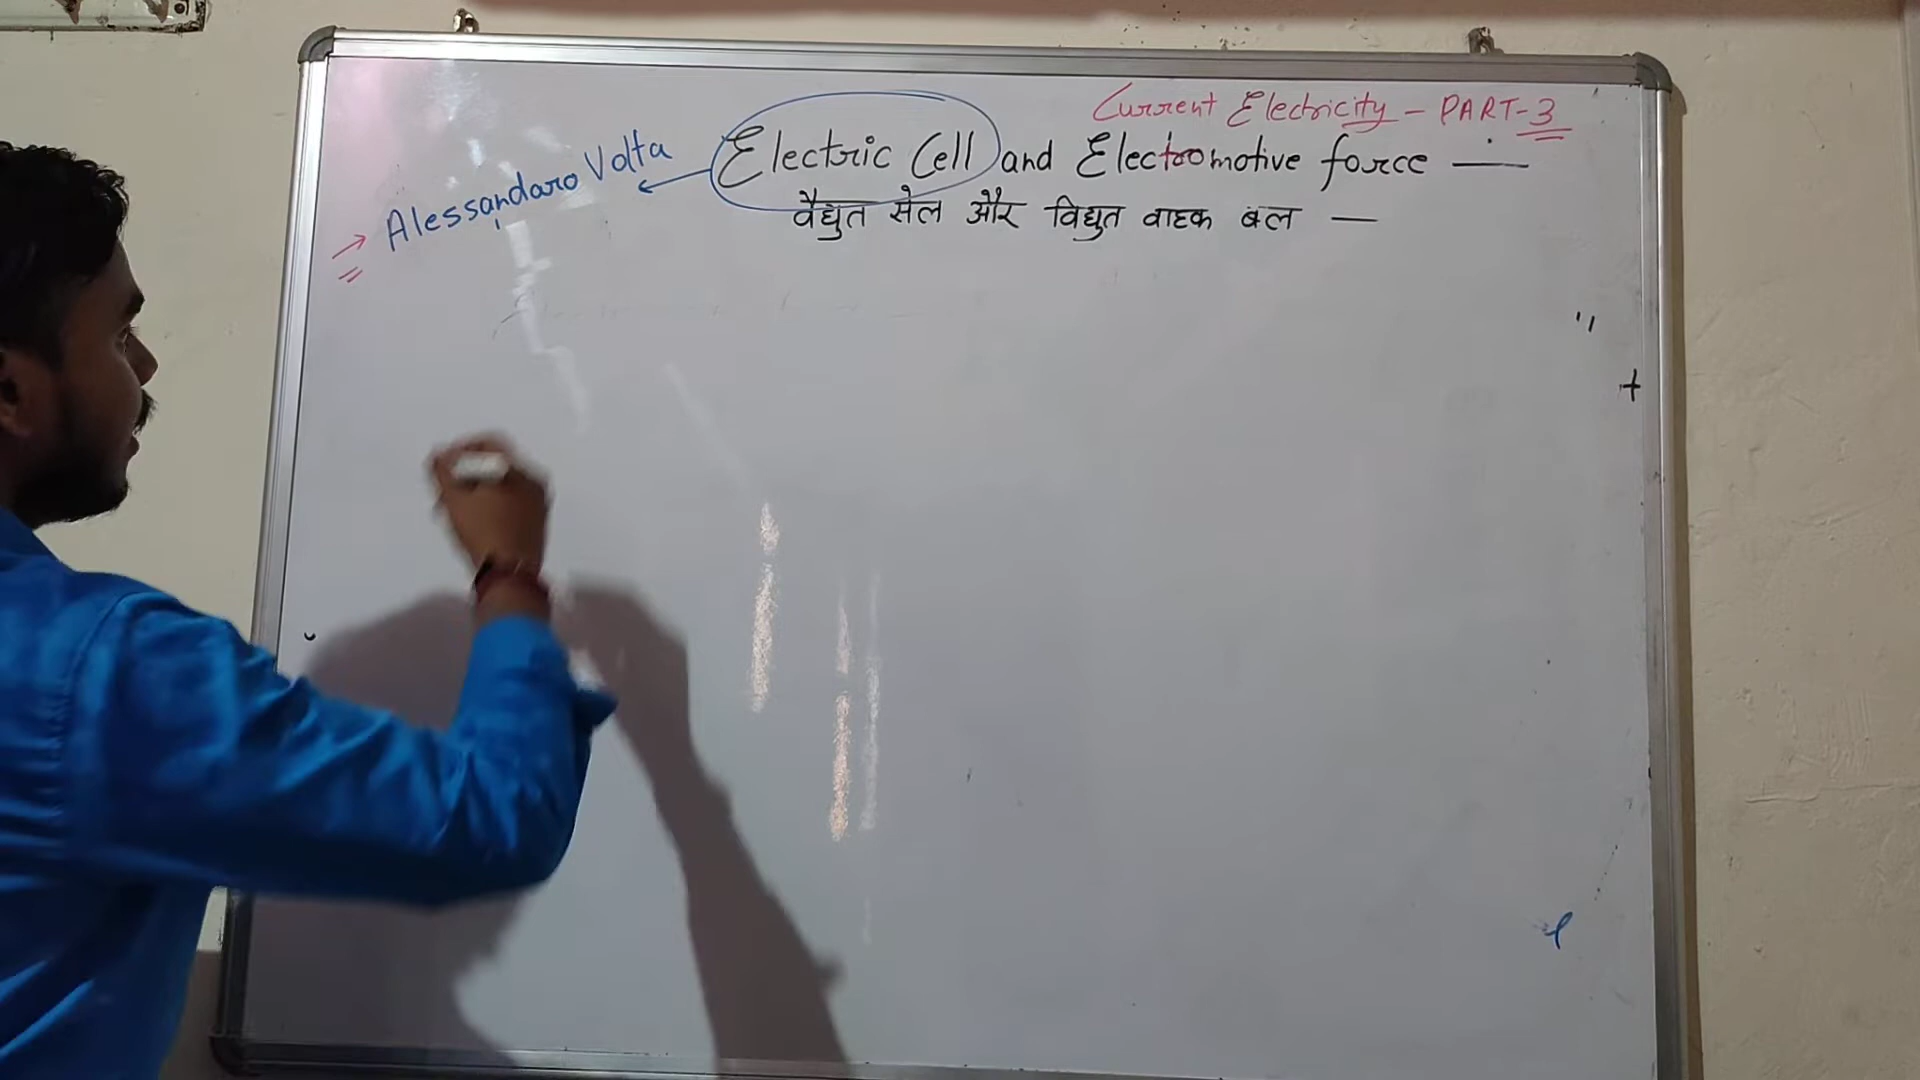 Current Electricity - PART-3
Alessandaro Volta
Electric Cell and Electromotive force —
वैद्युत सेल और विद्युत वाहक बल —